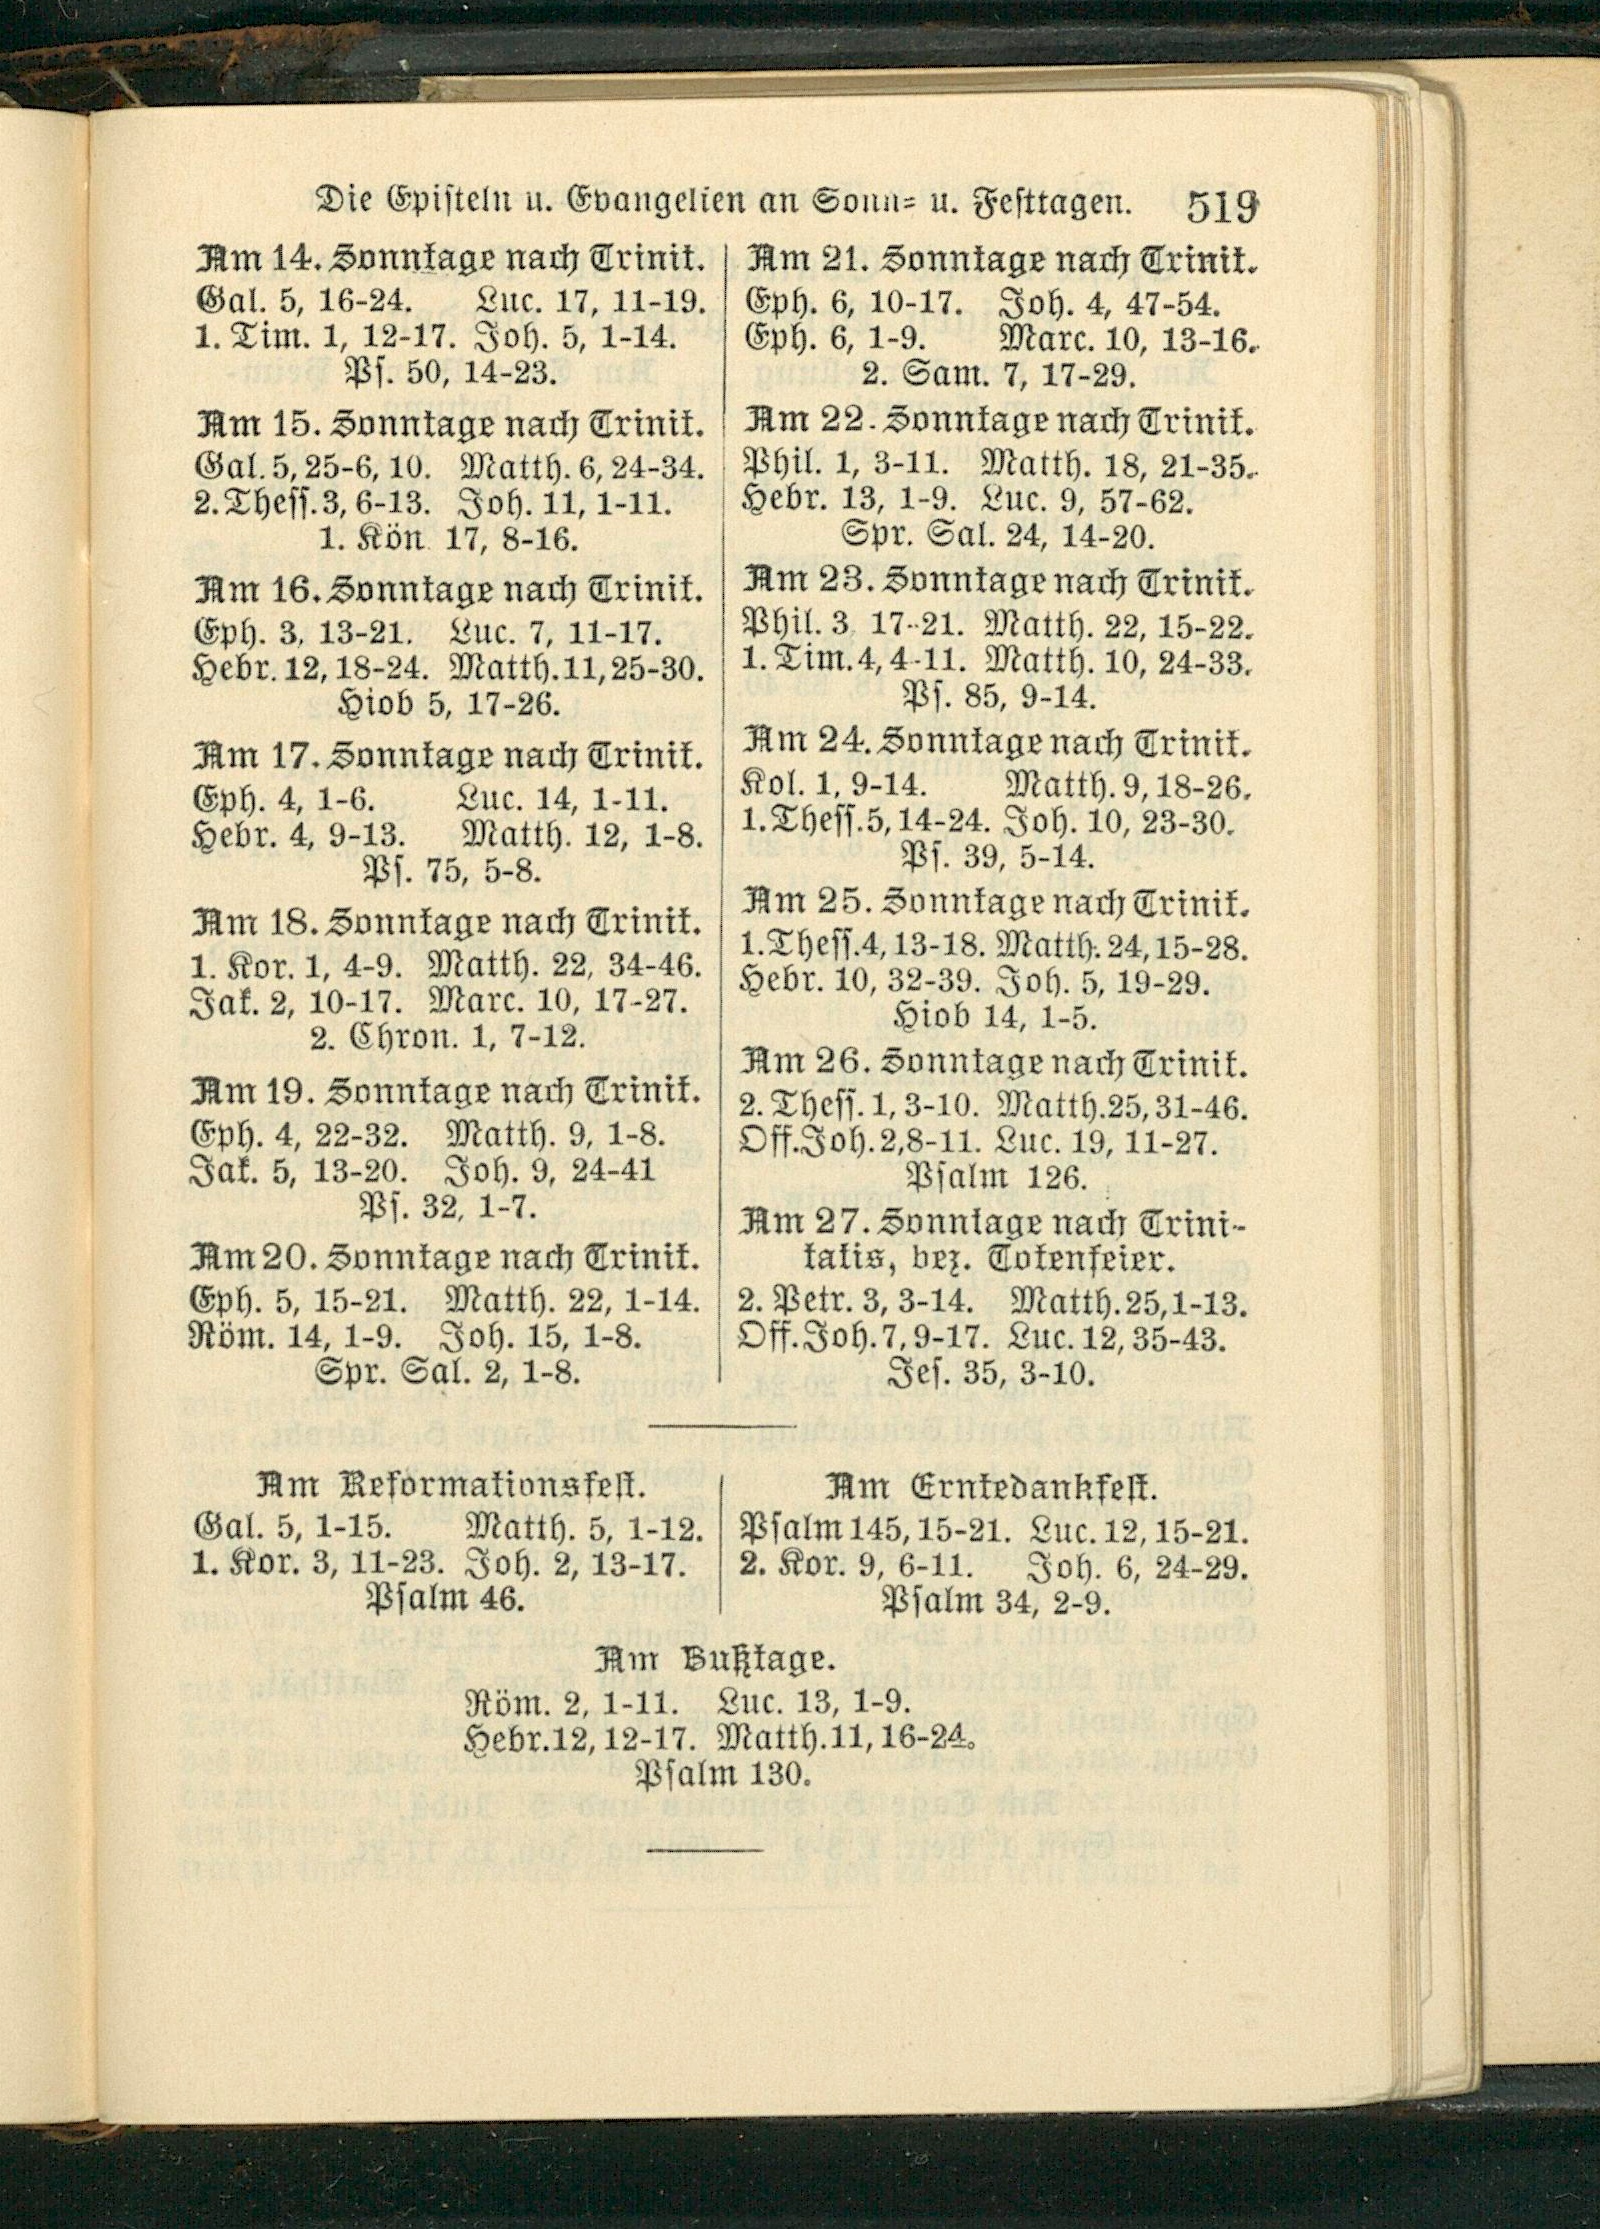 Die Episteln u. Evangelien an Sonn- u. Festtagen. 519
Am 14. Sonntage nach Trinit.
Gal. 5, 16-24. Luc. 17, 11-19.
1. Tim. 1, 12-17. Joh. 5, 1-14.
Ps. 50, 14-23.
Am 15. Sonntage nach Trinit.
Gal. 5, 25-6, 10. Matth. 6, 24-34.
2. Thess. 3, 6-13. Joh. 11, 1-11.
1. Kön 17, 8-16.
Am 16. Sonntage nach Trinit.
Eph. 3, 13-21. Luc. 7, 11-17.
Hebr. 12, 18-24. Matth. 11, 25-30.
Hiob 5, 17-26.
Am 17. Sonntage nach Trinit.
Eph. 4, 1-6. Luc. 14, 1-11.
Hebr. 4, 9-13. Matth. 12, 1-8.
Ps. 75, 5-8.
Am 18. Sonntage nach Trinit.
1. Kor. 1, 4-9. Matth. 22, 34-46.
Jak. 2, 10-17. Marc. 10, 17-27.
2. Chron. 1, 7-12.
Am 19. Sonntage nach Trinit.
Eph. 4, 22-32. Matth. 9, 1-8.
Jak. 5, 13-20. Joh. 9, 24-41
Ps. 32, 1-7.
Am 20. Sonntage nach Trinit.
Eph. 5, 15-21. Matth. 22, 1-14.
Röm. 14, 1-9. Joh. 15, 1-8.
Spr. Sal. 2, 1-8.
Am 21. Sonntage nach Trinit.
Eph. 6, 10-17. Joh. 4, 47-54.
Eph. 6, 1-9. Marc. 10, 13-16.
2. Sam. 7, 17-29.
Am 22. Sonntage nach Trinit.
Phil. 1, 3-11. Matth. 18, 21-35.
Hebr. 13, 1-9. Luc. 9, 57-62.
Spr. Sal. 24, 14-20.
Am 23. Sonntage nach Trinit.
Phil. 3 17-21. Matth. 22, 15-22.
1. Tim. 4, 4-11. Matth. 10, 24-33.
Ps. 85, 9-14.
Am 24. Sonntage nach Trinit.
Kol. 1, 9-14. Matth. 9, 18-26.
1. Thess. 5, 14-24. Joh. 10, 23-30.
Ps. 39, 5-14.
Am 25. Sonntage nach Trinit.
1. Thess. 4, 13-18. Matth. 24, 15-28.
Hebr. 10, 32-39. Joh. 5, 19-29.
Hiob 14, 1-5.
Am 26. Sonntage nach Trinit.
2. Thess. 1, 3-10. Matth. 25, 31-46.
Off. Joh. 2, 8-11. Luc. 19, 11-27.
Psalm 126.
Am 27. Sonntage nach Trini-
tatis, bez. Totenfeier.
2. Petr. 3, 3-14. Matth. 25, 1-13.
Off. Joh. 7, 9-17. Luc. 12, 35-43.
Jes. 35, 3-10.
Am Reformationsfest.
Gal. 5, 1-15. Matth. 5, 1-12.
1. Kor. 3, 11-23. Joh. 2, 13-17.
Psalm 46.
Am Erntedankfest.
Psalm 145, 15-21. Luc. 12, 15-21.
2. Kor. 9, 6-11. Joh. 6, 24-29.
Psalm 34, 2-9.
Am Bußtage.
Röm. 2, 1-11. Luc. 13, 1-9.
Hebr. 12, 12-17. Matth. 11, 16-24.
Psalm 130.